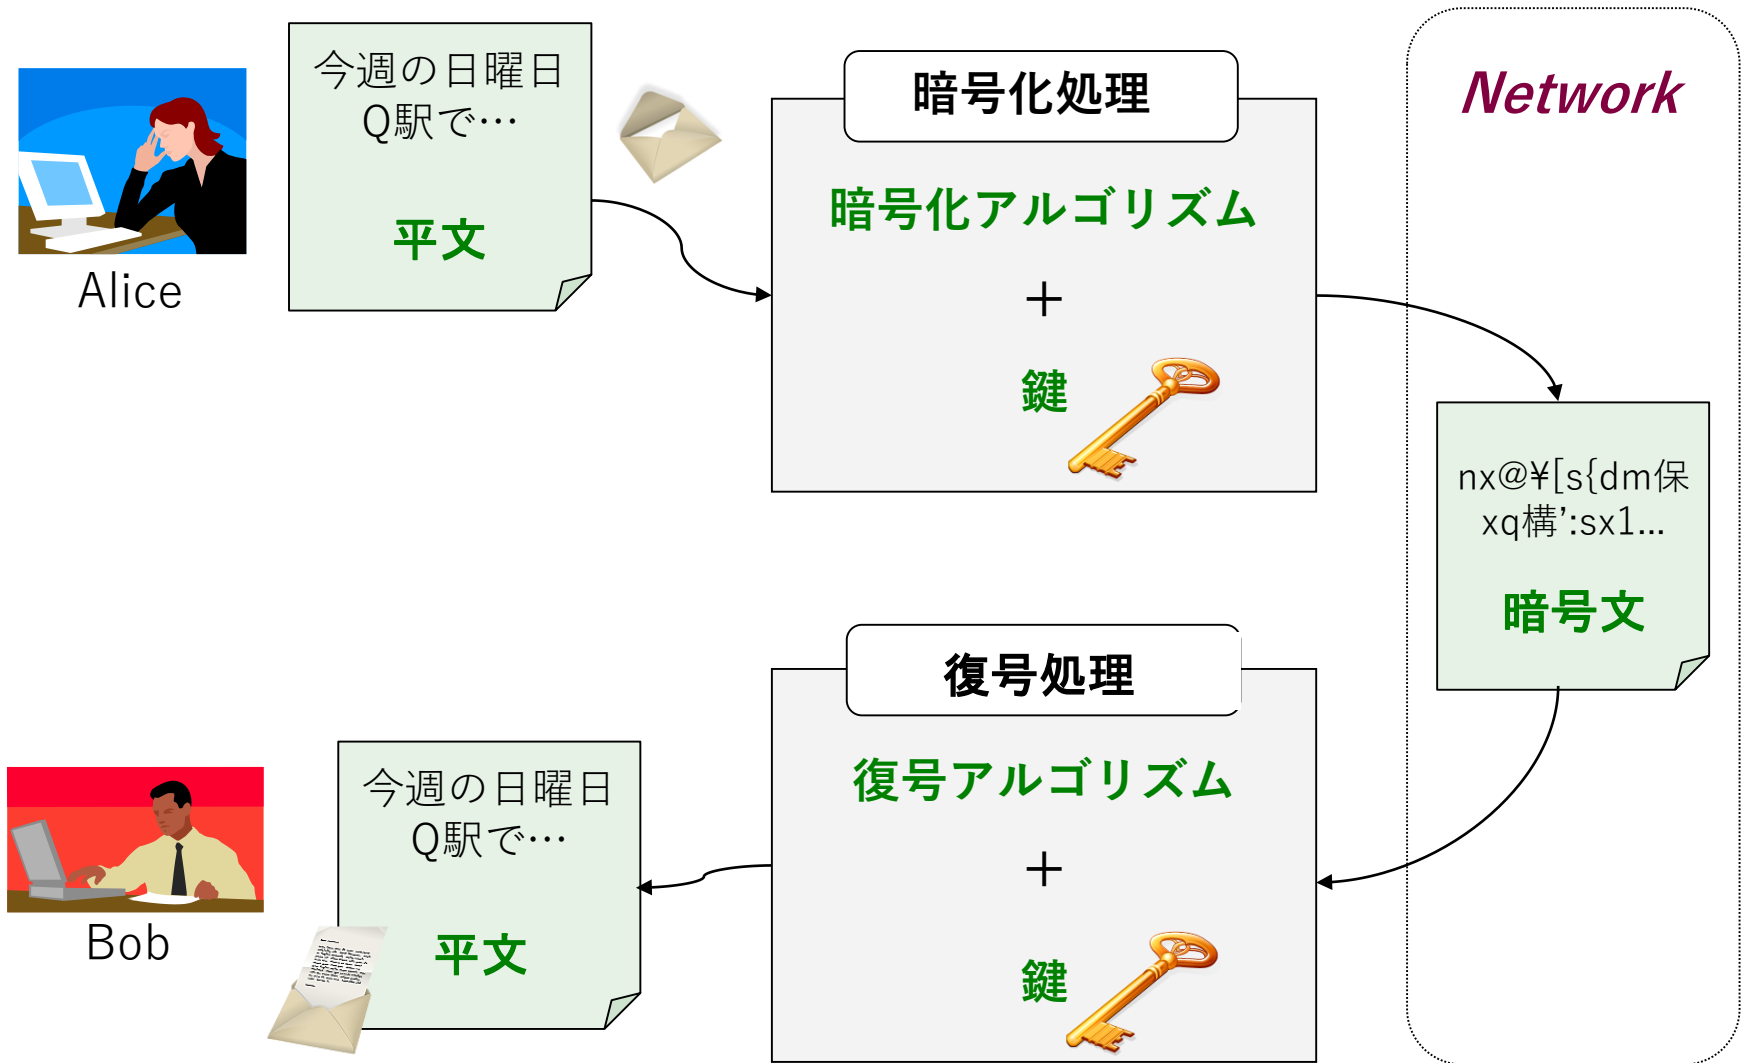 今週の日曜日
Q駅で…
平文
Alice
暗号化処理
暗号化アルゴリズム
＋
鍵
Network
nx@¥[s{dm保
xq構’:sx1…
暗号文
復号処理
復号アルゴリズム
＋
鍵
今週の日曜日
Q駅で…
平文
Bob